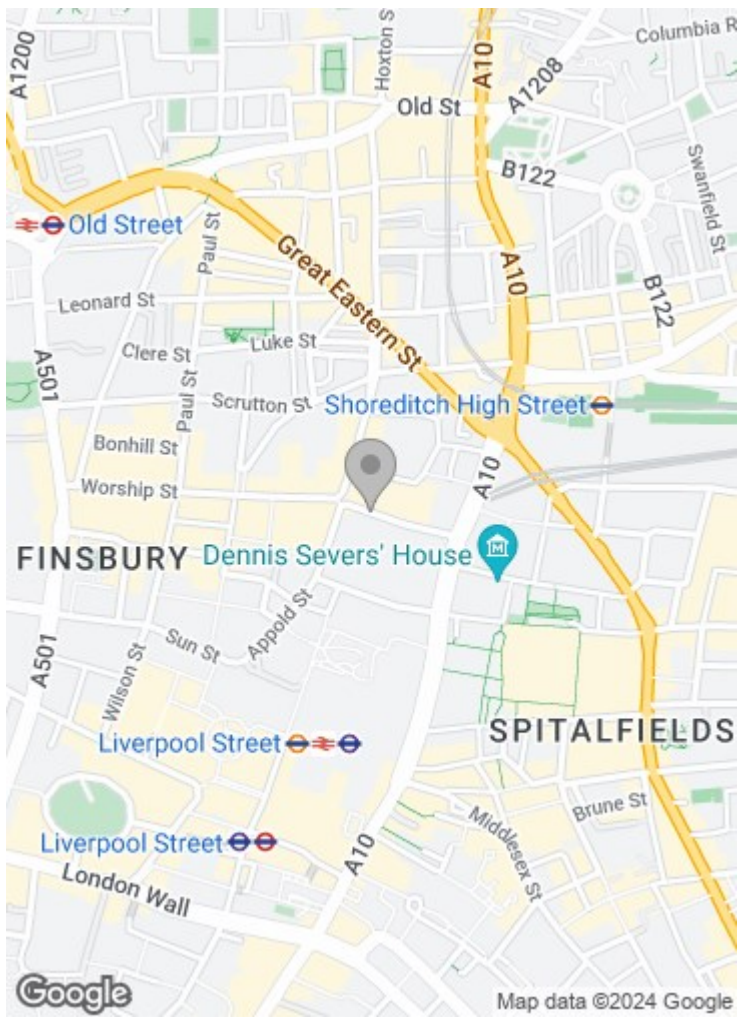 A1200
Hoxton S
A10
Columbia R
Old St
A1208
B122
Swanfield St
Old Street
Paul St
Great Eastern St
A10
B122
Leonard St
Clere St
Luke St
A501
Paul St
Scrutton St
Shoreditch High Street
Bonhill St
Worship St
A10
FINSBURY
Dennis Severs' House
M
Appold St
Sun St
A501
Wilson St
SPITALFIELDS
Liverpool Street
Brune St
Middlesex St
Liverpool Street
A10
London Wall
Google
Map data ©2024 Google